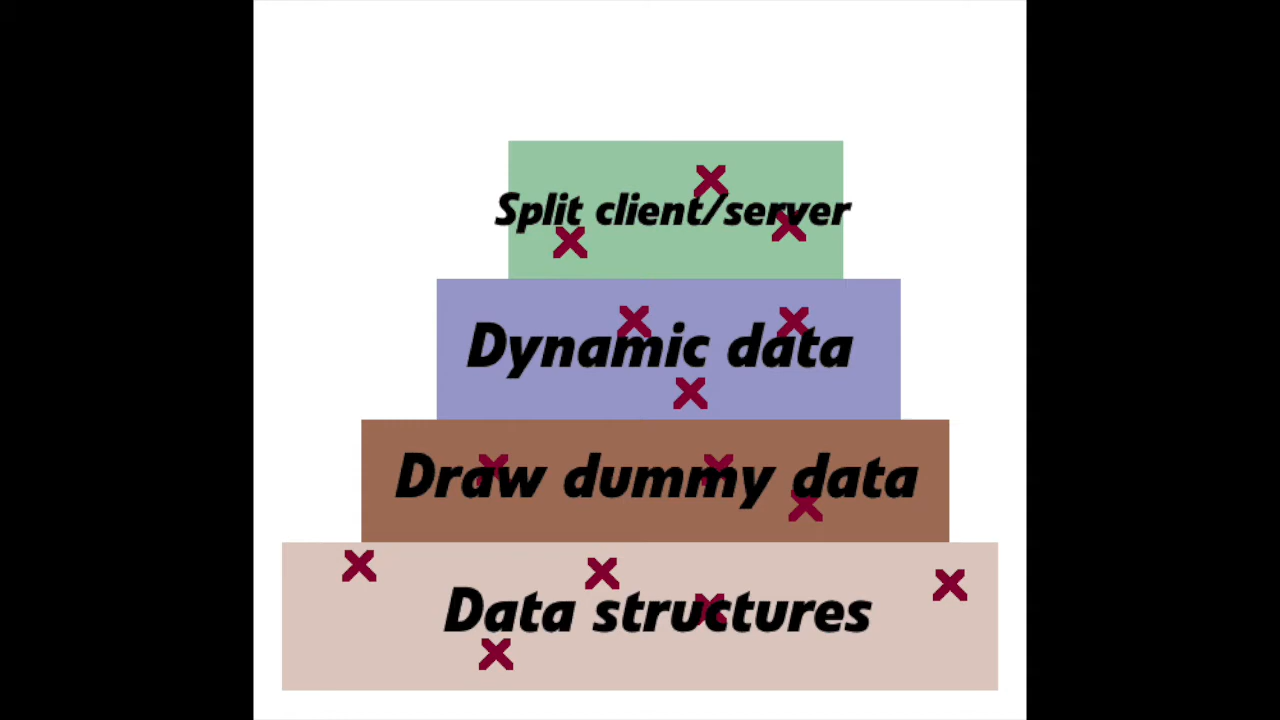 Split client/server
Dynamic data
Draw dummy data
Data structures